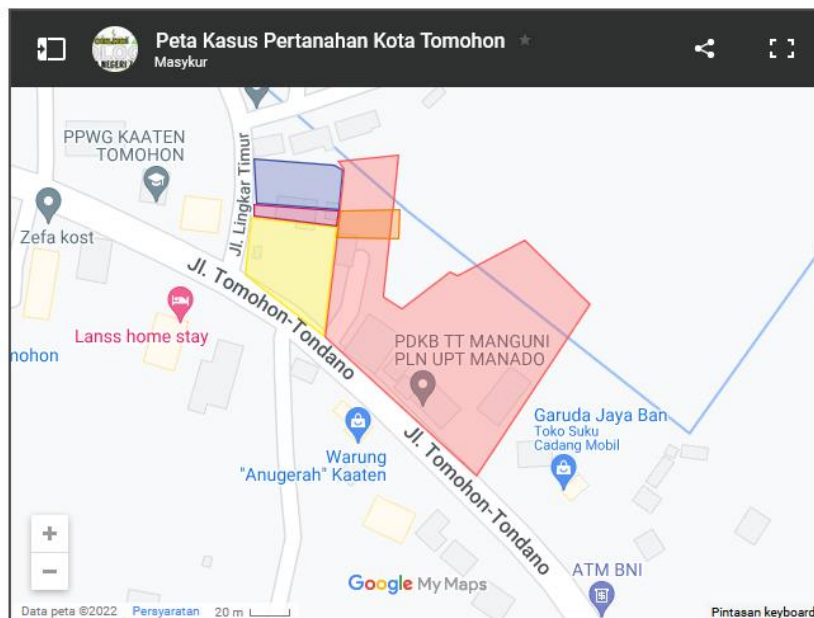 Peta Kasus Pertanahan Kota Tomohon
Masykur
PPWG KAATEN
TOMOHON
Jl. Lingkar Timur
Zefa kost
Jl. Tomohon-Tondano
Lanss home stay
mohon
PDKB TT MANGUNI
PLN UPT MANADO
Garuda Jaya Ban
Toko Suku
Cadang Mobil
Warung
"Anugerah" Kaaten
Jl. Tomohon-Tondano
ATM BNI
+
−
Google My Maps
Data peta ©2022 Persyaratan 20 m Pintasan keyboard